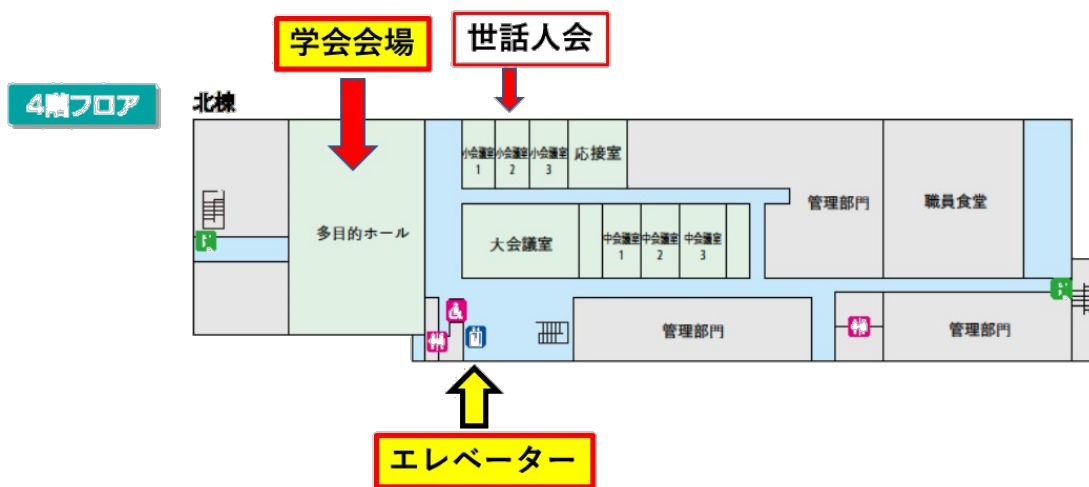 学会会場
世話人会
4階フロア
北棟
小会議室
1
小会議室
2
小会議室
3
応接室
管理部門
職員食堂
多目的ホール
大会議室
中会議室
1
中会議室
2
中会議室
3
管理部門
管理部門
エレベーター